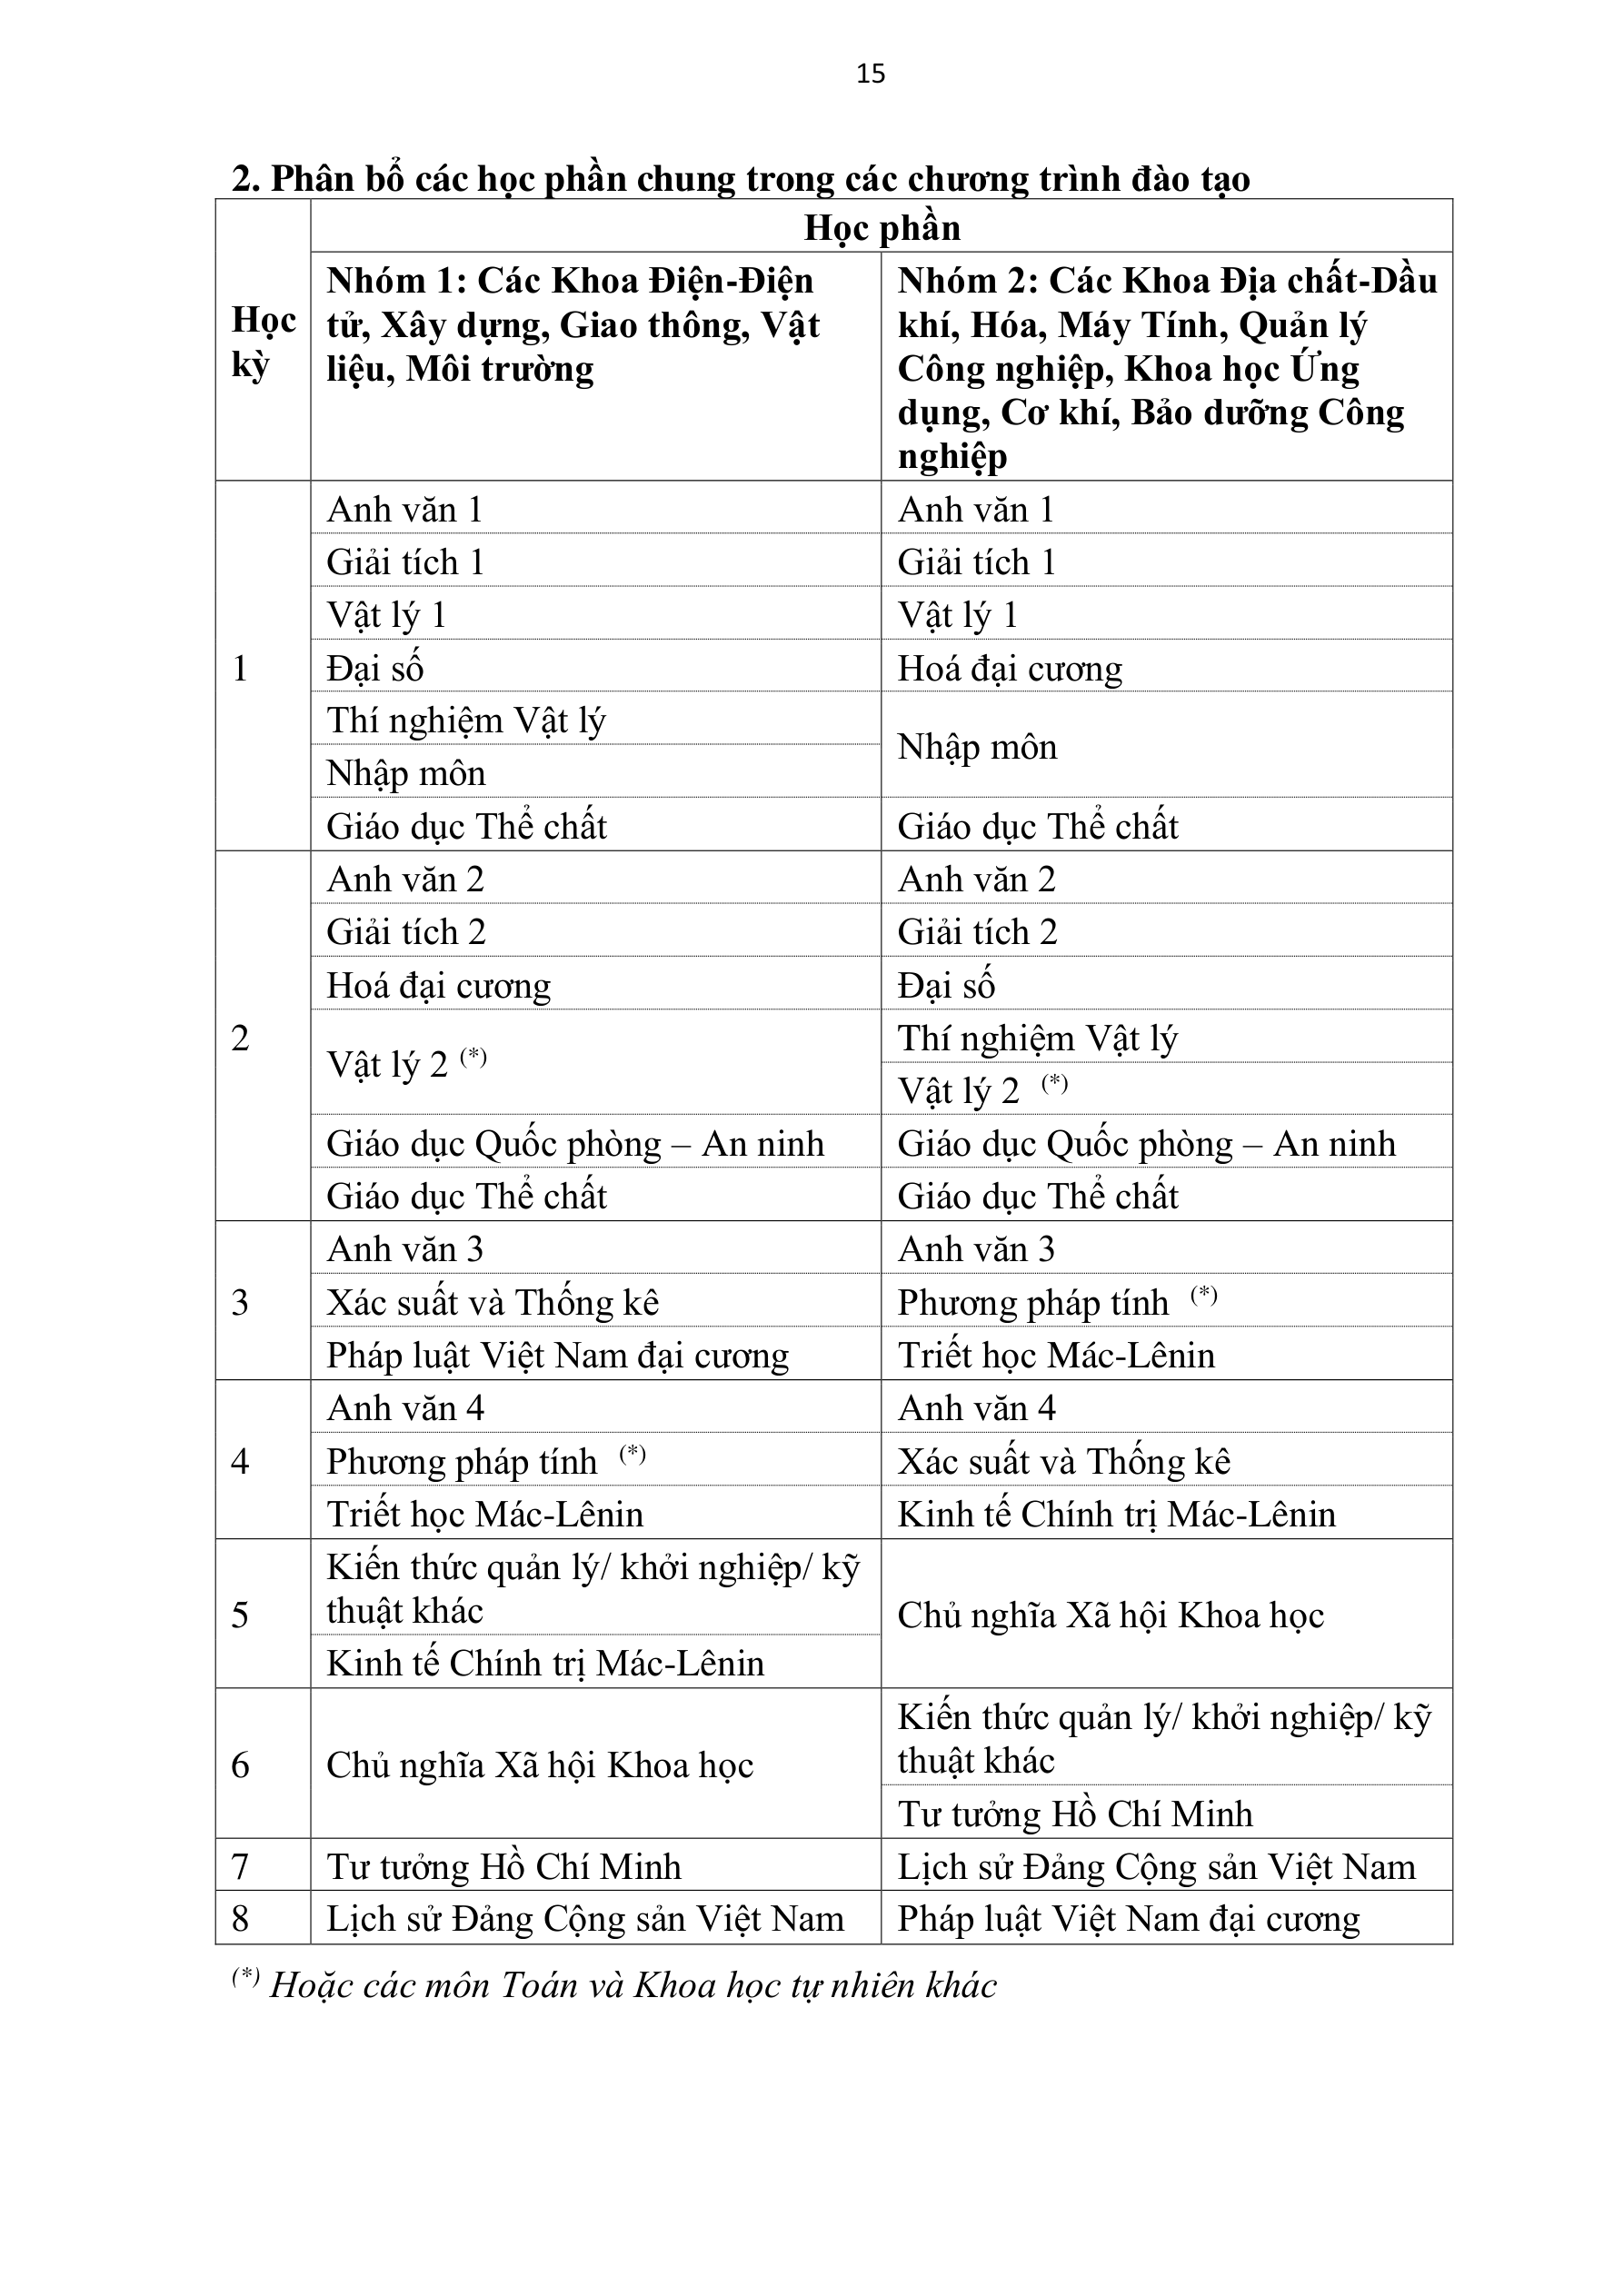 15
2. Phân bổ các học phần chung trong các chương trình đào tạo
Học kỳ
Học phần
Nhóm 1: Các Khoa Điện-Điện
tử, Xây dựng, Giao thông, Vật
liệu, Môi trường
Nhóm 2: Các Khoa Địa chất-Dầu
khí, Hóa, Máy Tính, Quản lý
Công nghiệp, Khoa học Ứng
dụng, Cơ khí, Bảo dưỡng Công
nghiệp
1
Anh văn 1
Anh văn 1
Giải tích 1
Giải tích 1
Vật lý 1
Vật lý 1
Đại số
Hoá đại cương
Thí nghiệm Vật lý
Nhập môn
Nhập môn
Giáo dục Thể chất
Giáo dục Thể chất
2
Anh văn 2
Anh văn 2
Giải tích 2
Giải tích 2
Hoá đại cương
Đại số
Vật lý 2 (*)
Thí nghiệm Vật lý
Vật lý 2 (*)
Giáo dục Quốc phòng – An ninh
Giáo dục Quốc phòng – An ninh
Giáo dục Thể chất
Giáo dục Thể chất
3
Anh văn 3
Anh văn 3
Xác suất và Thống kê
Phương pháp tính (*)
Pháp luật Việt Nam đại cương
Triết học Mác-Lênin
4
Anh văn 4
Anh văn 4
Phương pháp tính (*)
Xác suất và Thống kê
Triết học Mác-Lênin
Kinh tế Chính trị Mác-Lênin
5
Kiến thức quản lý/ khởi nghiệp/ kỹ
thuật khác
Chủ nghĩa Xã hội Khoa học
Kinh tế Chính trị Mác-Lênin
6
Chủ nghĩa Xã hội Khoa học
Kiến thức quản lý/ khởi nghiệp/ kỹ
thuật khác
Tư tưởng Hồ Chí Minh
7
Tư tưởng Hồ Chí Minh
Lịch sử Đảng Cộng sản Việt Nam
8
Lịch sử Đảng Cộng sản Việt Nam
Pháp luật Việt Nam đại cương
(*) Hoặc các môn Toán và Khoa học tự nhiên khác